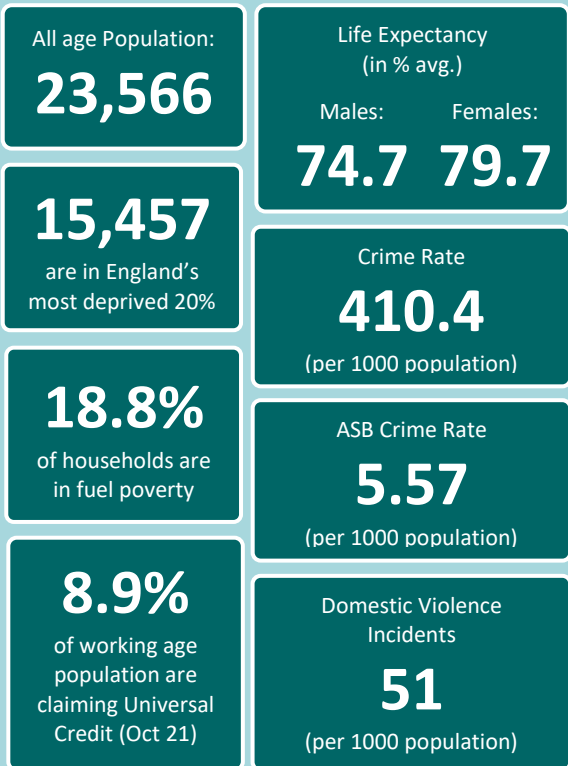 All age Population:
23,566
15,457
are in England's
most deprived 20%
18.8%
of households are
in fuel poverty
8.9%
of working age
population are
claiming Universal
Credit (Oct 21)
Life Expectancy
(in % avg.)
Males: Females:
74.7 79.7
Crime Rate
410.4
(per 1000 population)
ASB Crime Rate
5.57
(per 1000 population)
Domestic Violence
Incidents
51
(per 1000 population)